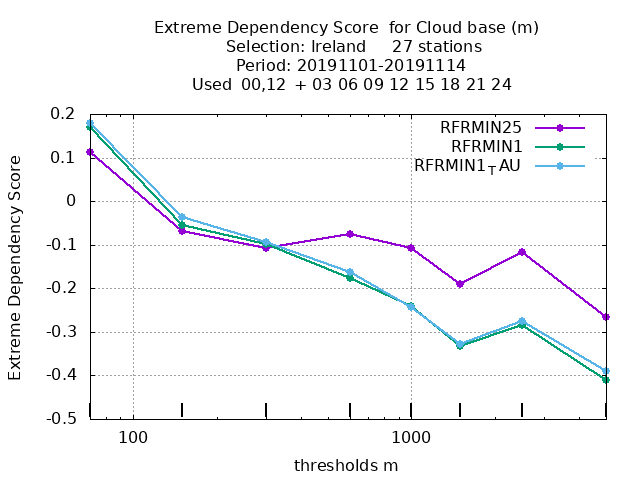 Extreme Dependency Score  for Cloud base (m)
Selection: Ireland     27 stations
Period: 20191101-20191114
Used  00,12  + 03 06 09 12 15 18 21 24
RFRMIN25
RFRMIN1
RFRMIN1TAU
Extreme Dependency Score
0.2
0.1
0
-0.1
-0.2
-0.3
-0.4
-0.5
100
1000
thresholds m